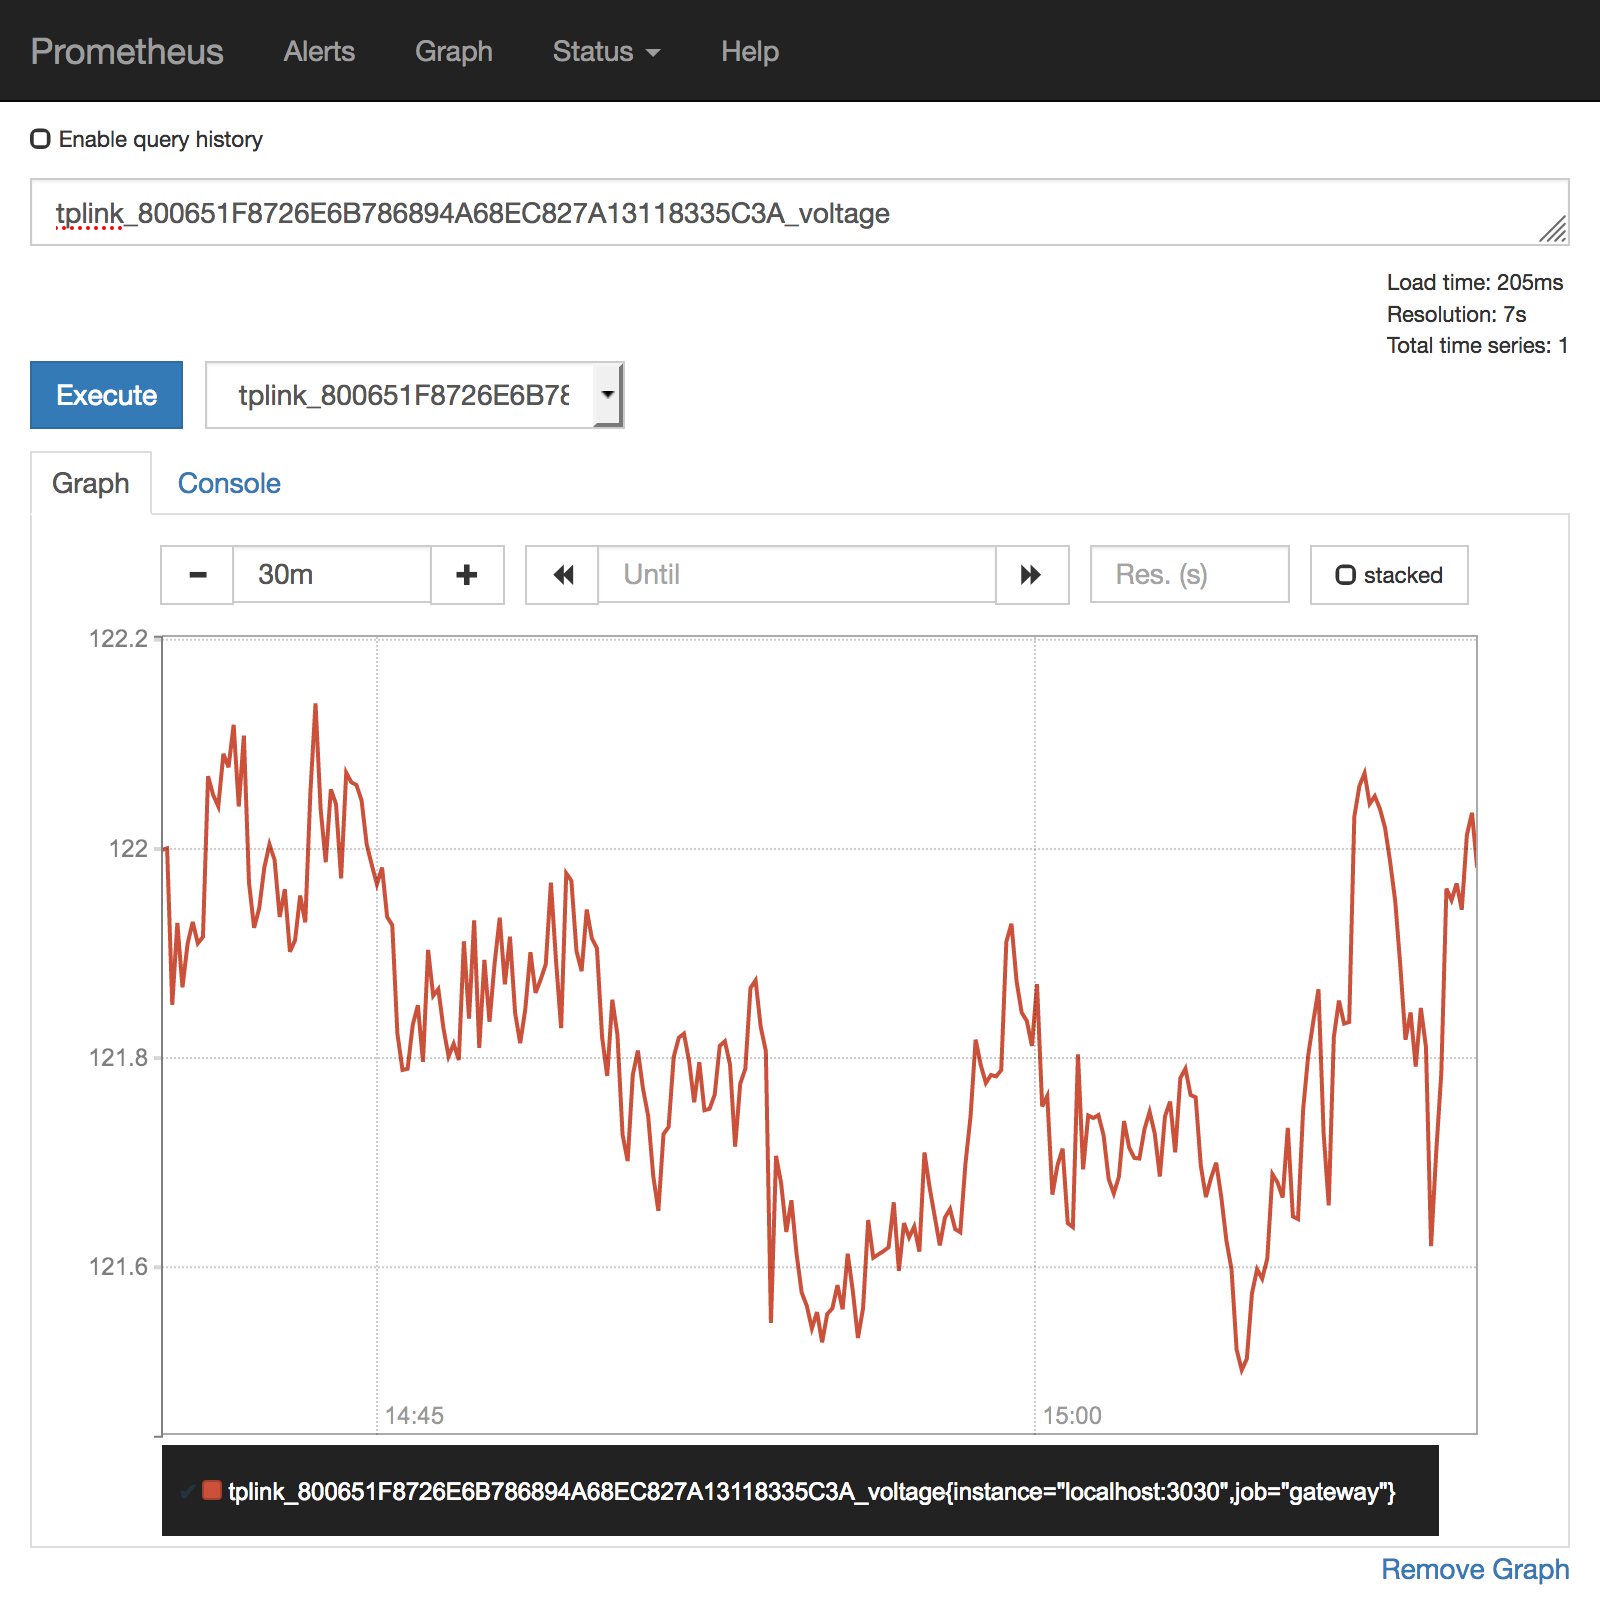 Prometheus Alerts Graph Status Help
Enable query history
tplink_800651F8726E6B786894A68EC827A13118335C3A_voltage
Load time: 205ms
Resolution: 7s
Total time series: 1
Execute tplink_800651F8726E6B78
Graph Console
30m Until Res. (s) stacked
122.2
122
121.8
121.6
14:45 15:00
tplink_800651F8726E6B786894A68EC827A13118335C3A_voltage{instance="localhost:3030",job="gateway"}
Remove Graph